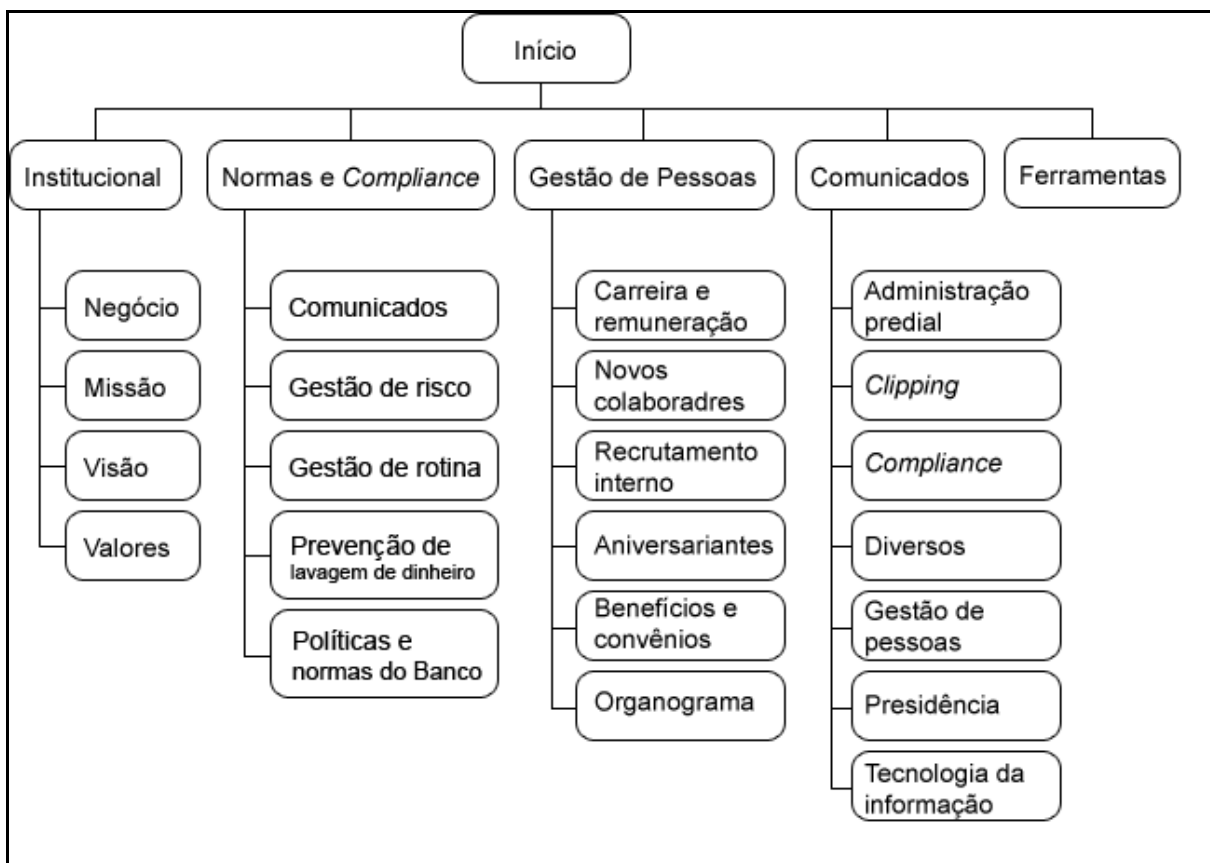 Início
Institucional
Normas e Compliance
Gestão de Pessoas
Comunicados
Ferramentas
Negócio
Missão
Visão
Valores
Comunicados
Gestão de risco
Gestão de rotina
Prevenção de
lavagem de dinheiro
Políticas e
normas do Banco
Carreira e
remuneração
Novos
colaboradres
Recrutamento
interno
Aniversariantes
Benefícios e
convênios
Organograma
Administração
predial
Clipping
Compliance
Diversos
Gestão de
pessoas
Presidência
Tecnologia da
informação